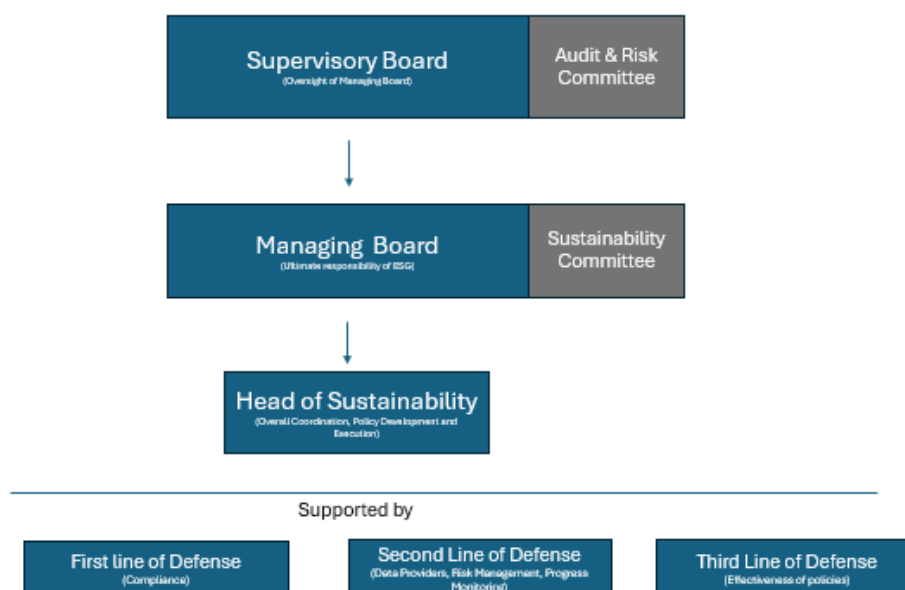 Supervisory Board
(Oversight of Managing Board)
Audit & Risk
Committee
Managing Board
(Ultimate responsibility of ESG)
Sustainability
Committee
Head of Sustainability
(Overall Coordination, Policy Development and
Execution)
Supported by
First line of Defense
(Compliance)
Second Line of Defense
(Data Providers, Risk Management, Progress
Monitoring)
Third Line of Defense
(Effectiveness of policies)